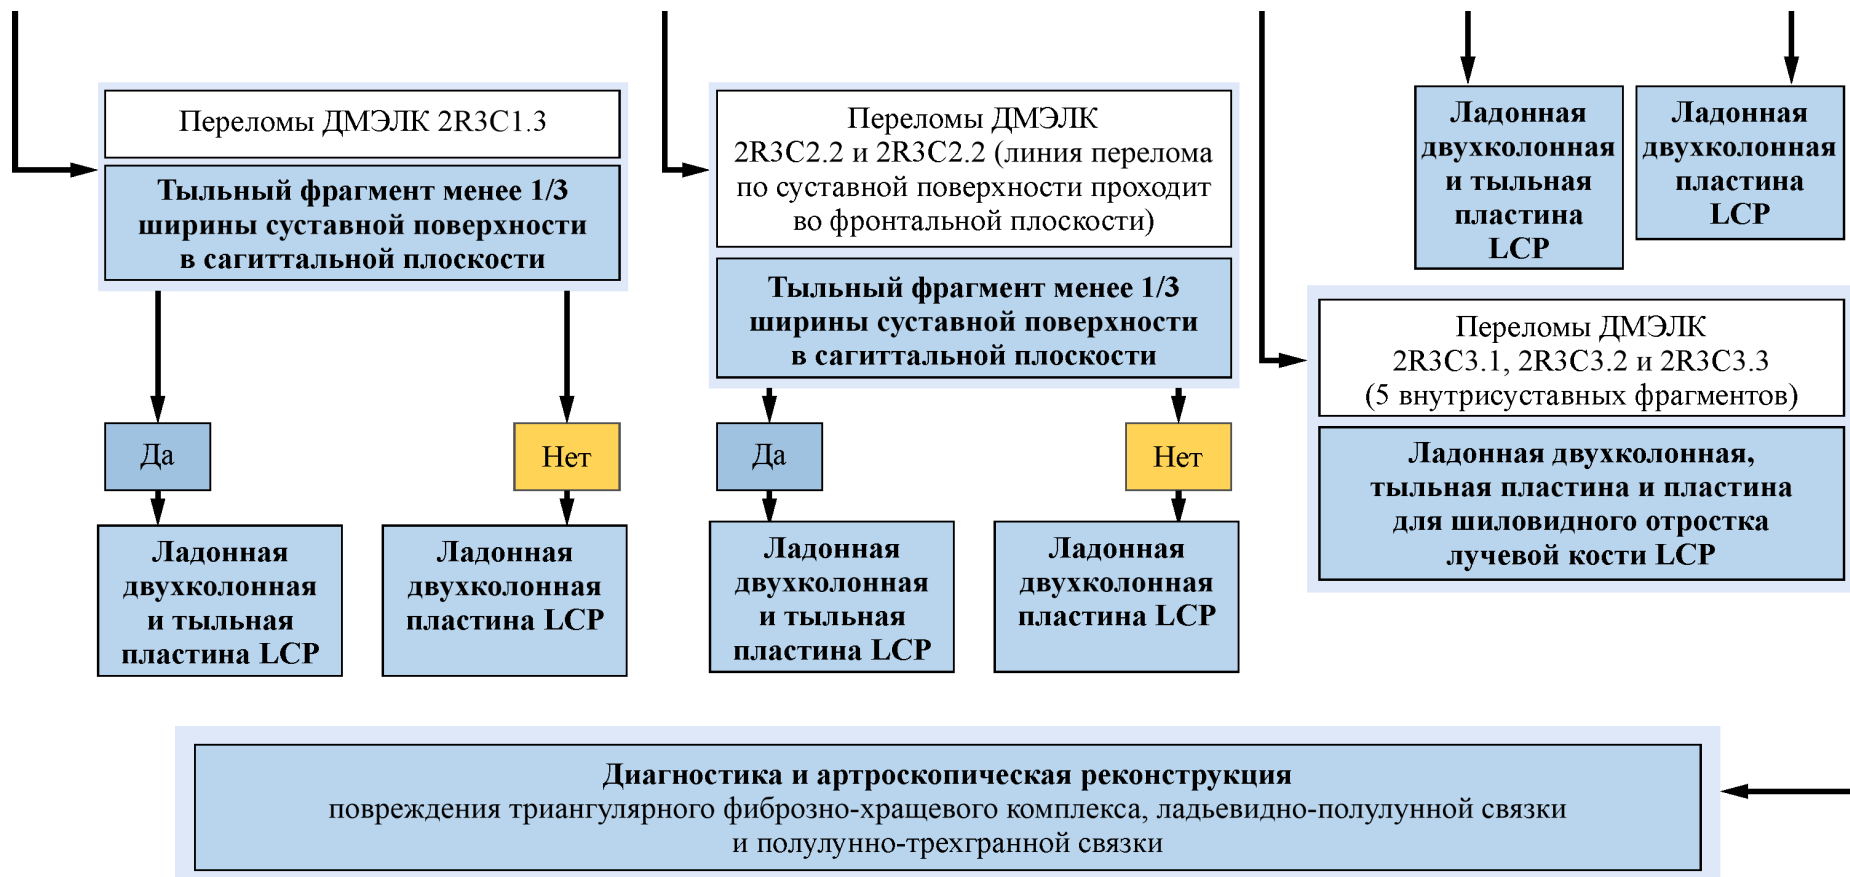 Переломы ДМЭЛК 2R3C1.3
Тыльный фрагмент менее 1/3
ширины суставной поверхности
в сагиттальной плоскости
Да
Нет
Ладонная
двухколонная
и тыльная
пластина LCP
Ладонная
двухколонная
пластина LCP
Переломы ДМЭЛК
2R3C2.2 и 2R3C2.2 (линия перелома
по суставной поверхности проходит
во фронтальной плоскости)
Тыльный фрагмент менее 1/3
ширины суставной поверхности
в сагиттальной плоскости
Да
Нет
Ладонная
двухколонная
и тыльная
пластина LCP
Ладонная
двухколонная
пластина LCP
Ладонная
двухколонная
и тыльная
пластина
LCP
Ладонная
двухколонная
пластина
LCP
Переломы ДМЭЛК
2R3C3.1, 2R3C3.2 и 2R3C3.3
(5 внутрисуставных фрагментов)
Ладонная двухколонная,
тыльная пластина и пластина
для шиловидного отростка
лучевой кости LCP
Диагностика и артроскопическая реконструкция
повреждения триангулярного фиброзно-хращевого комплекса, ладьевидно-полулунной связки
и полулунно-трехгранной связки